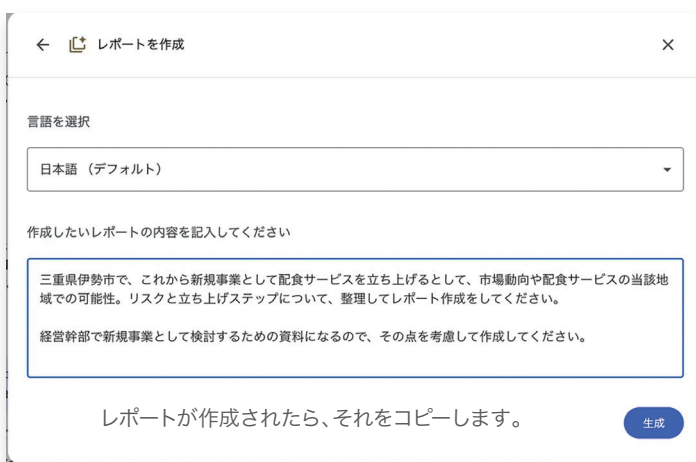 レポートを作成
言語を選択
日本語 （デフォルト）
作成したいレポートの内容を記入してください
三重県伊勢市で、これから新規事業として配食サービスを立ち上げるとして、市場動向や配食サービスの当該地
域での可能性。リスクと立ち上げステップについて、整理してレポート作成をしてください。
経営幹部で新規事業として検討するための資料になるので、その点を考慮して作成してください。
レポートが作成されたら、それをコピーします。
生成